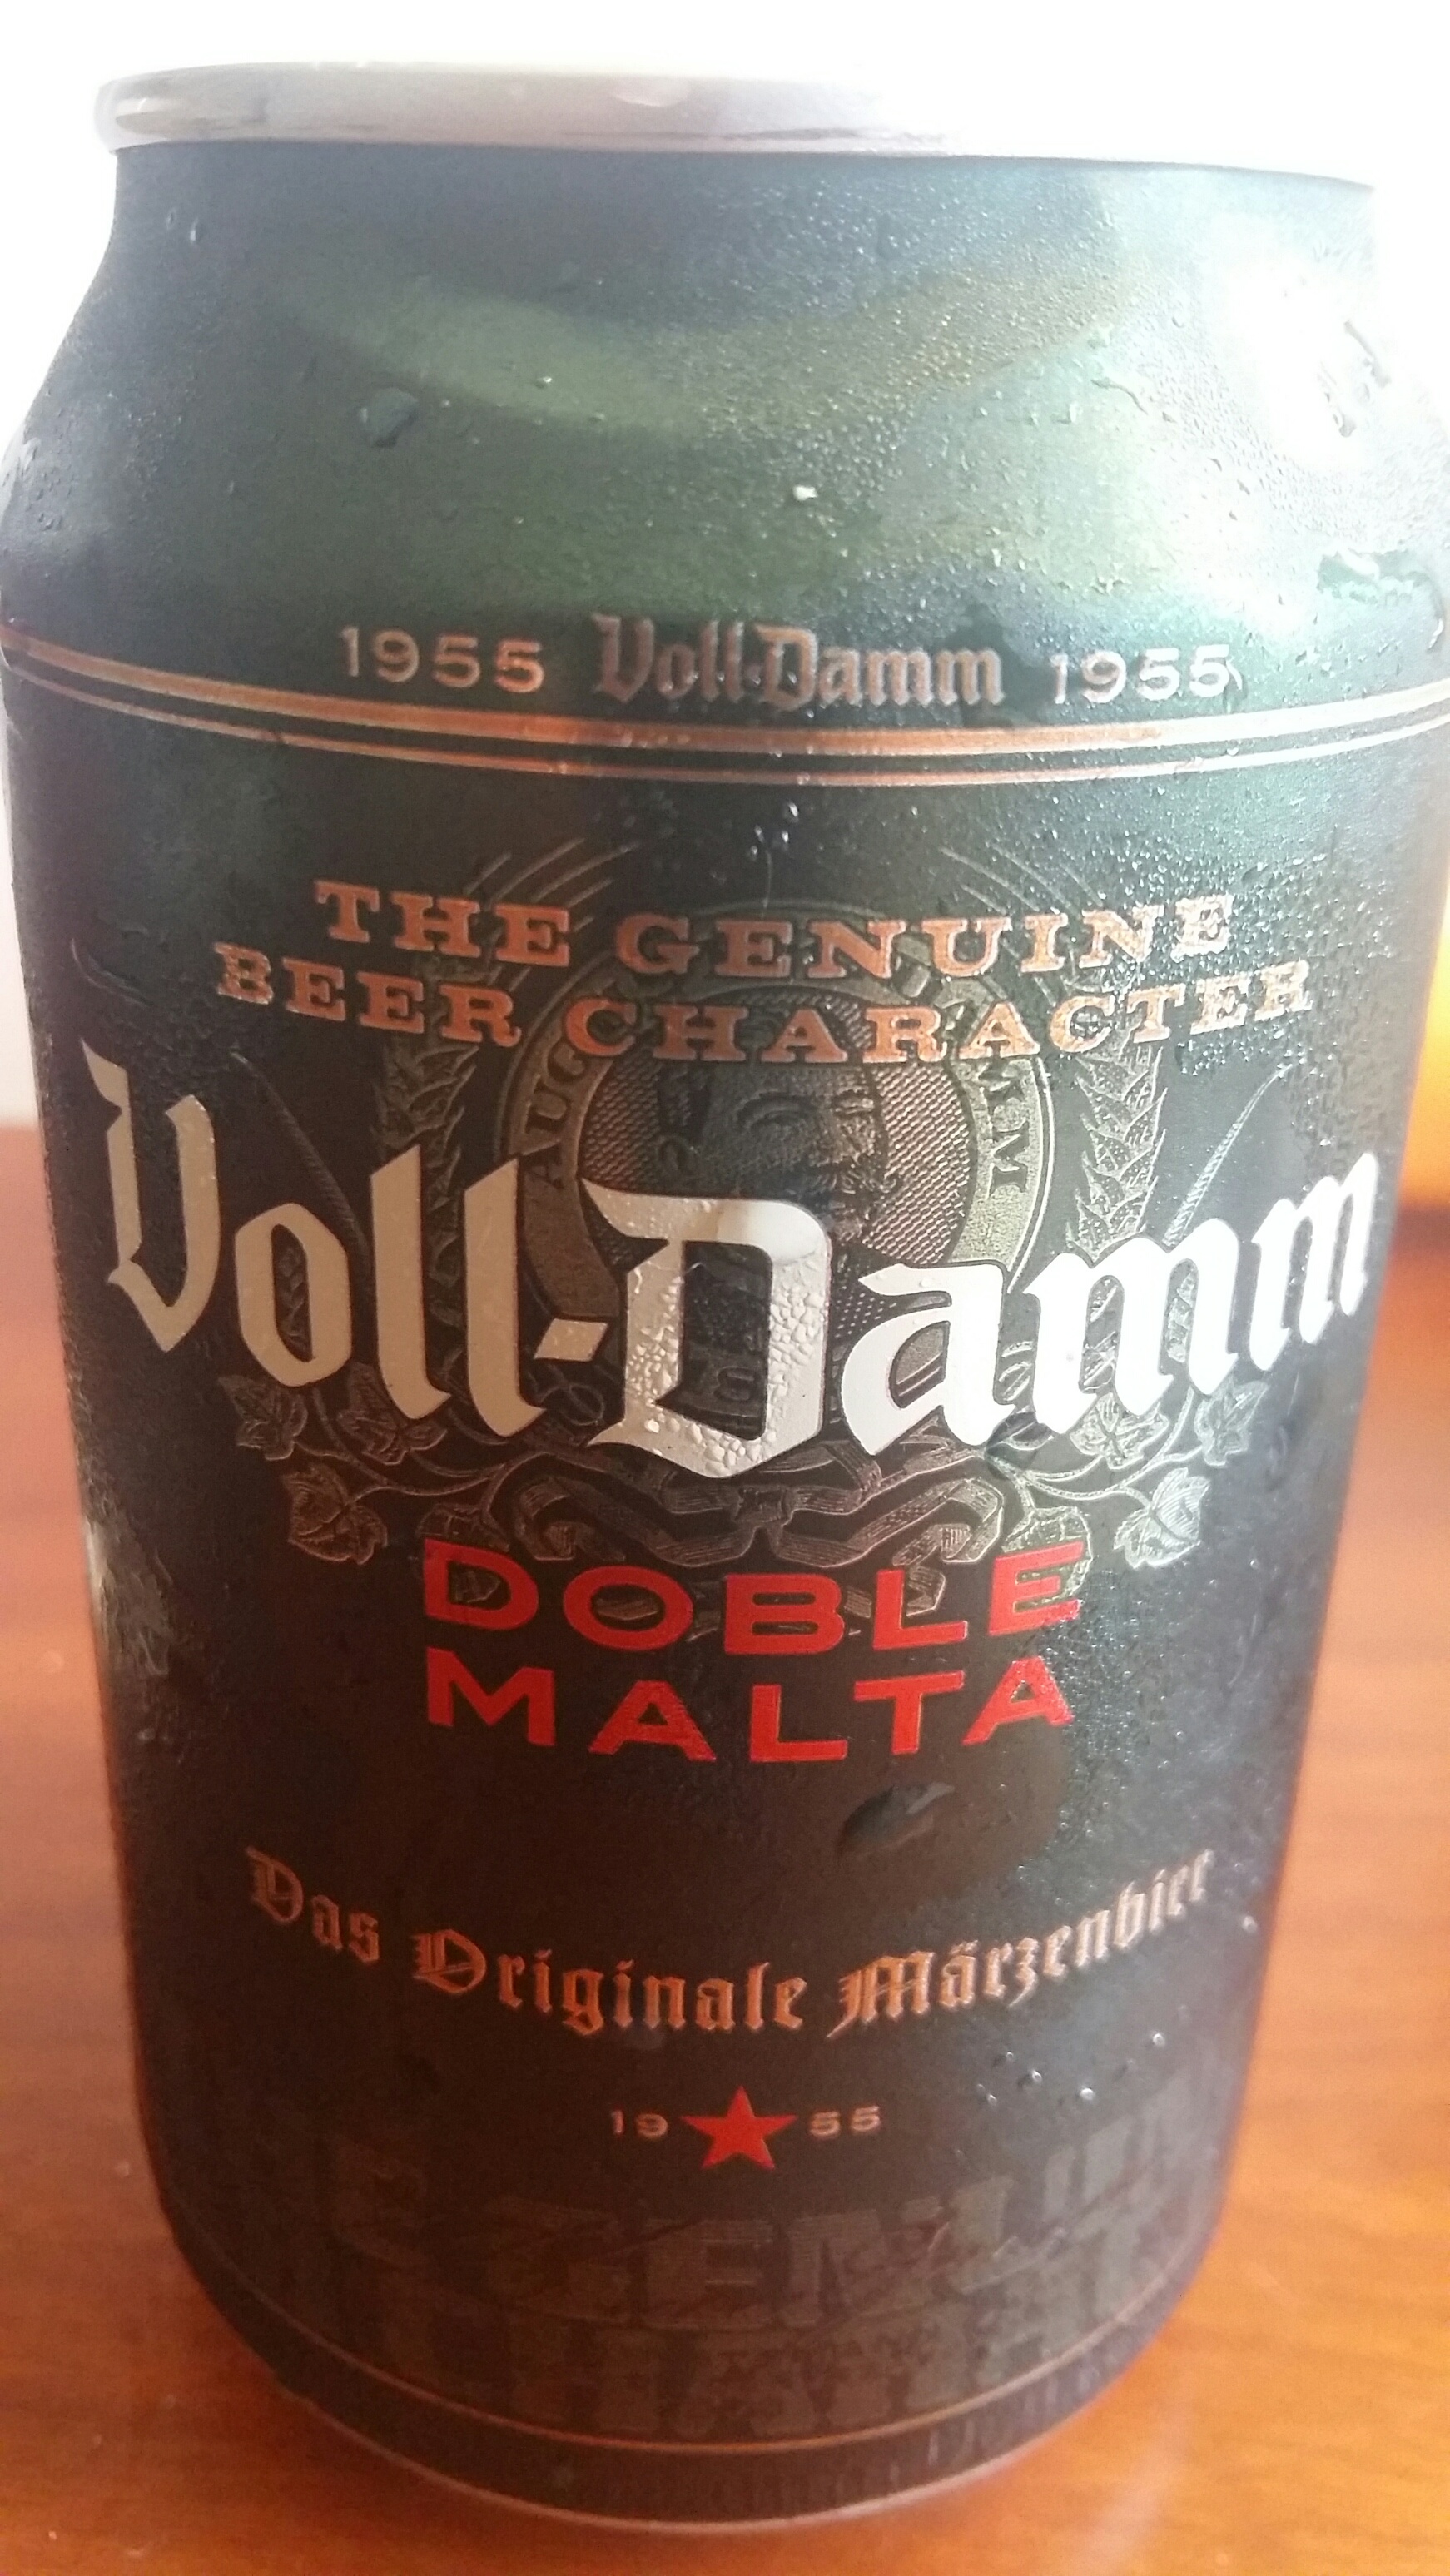 1955 Voll-Damm 1955
THE GENUINE
BEER CHARACTER
Voll-Damm
DOBLE
MALTA
Das Originale Märzenbier
19 55